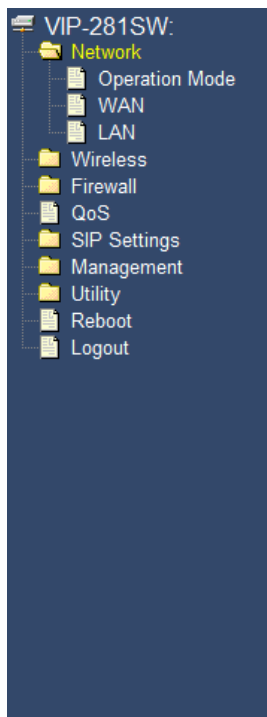 VIP-281SW:
Network
Operation Mode
WAN
LAN
Wireless
Firewall
QoS
SIP Settings
Management
Utility
Reboot
Logout